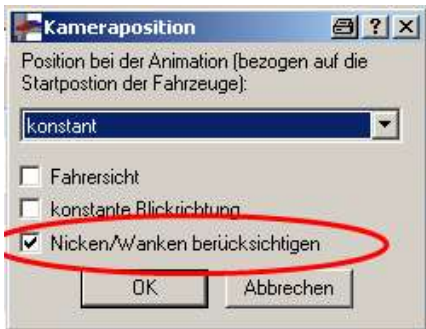 Kameraposition
Position bei der Animation (bezogen auf die
Startpostion der Fahrzeuge):
konstant
Fahrersicht
konstante Blickrichtung
Nicken/Wanken berücksichtigen
OK Abbrechen